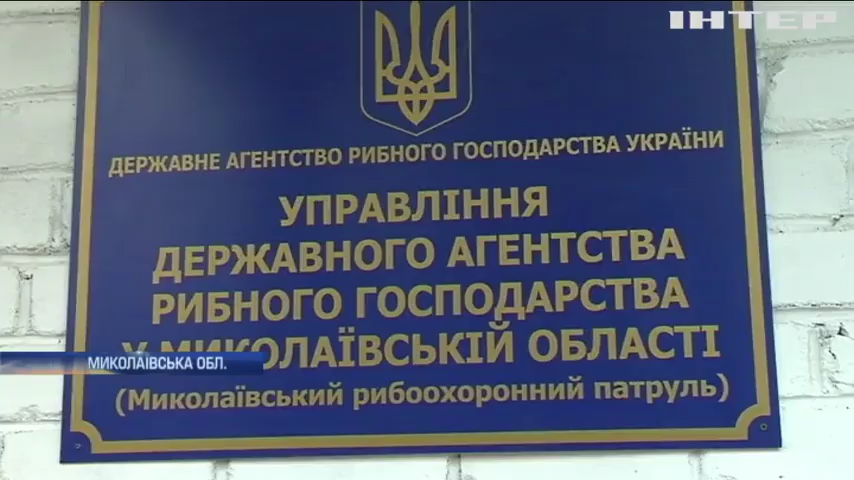 ІНТЕР
ДЕРЖАВНЕ АГЕНТСТВО РИБНОГО ГОСПОДАРСТВА УКРАЇНИ
УПРАВЛІННЯ
ДЕРЖАВНОГО АГЕНТСТВА
РИБНОГО ГОСПОДАРСТВА
У МИКОЛАЇВСЬКІЙ ОБЛАСТІ
МИКОЛАЇВСЬКА ОБЛ.
(Миколаївський рибоохоронний патруль)